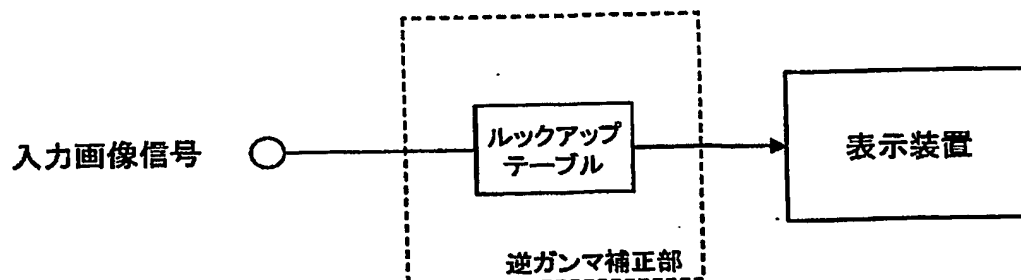 入力画像信号
ルックアップ
テーブル
表示装置
逆ガンマ補正部